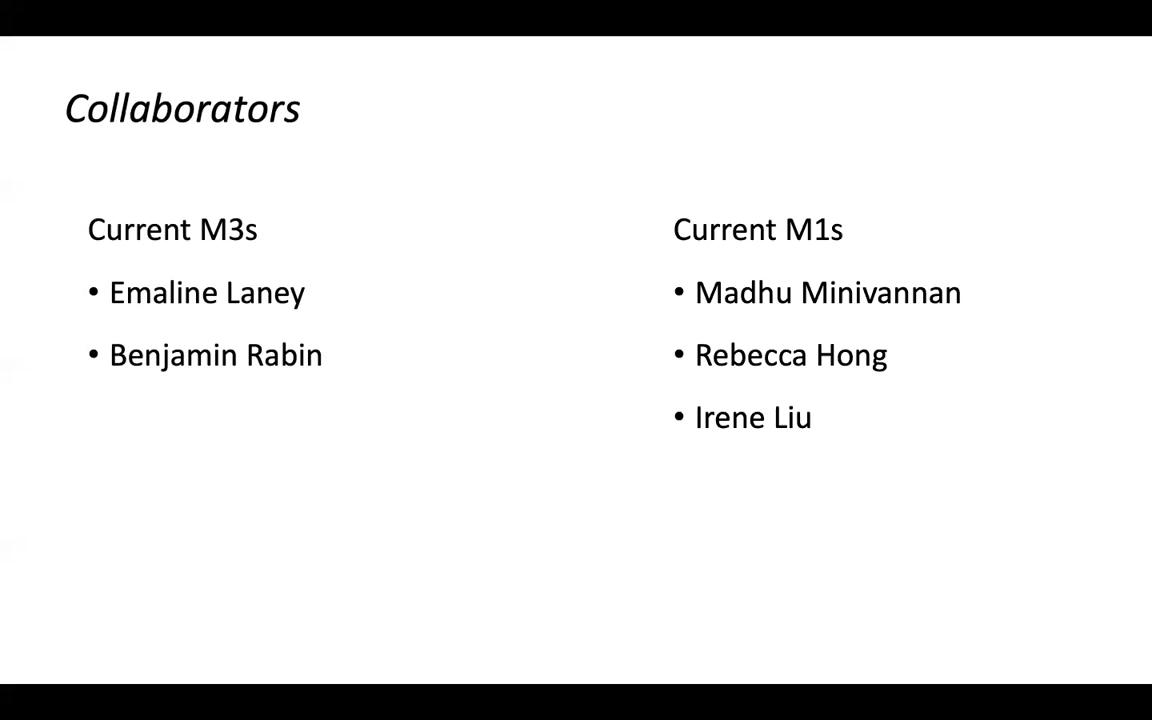 Collaborators
Current M3s
• Emaline Laney
• Benjamin Rabin
Current M1s
• Madhu Minivannan
• Rebecca Hong
• Irene Liu